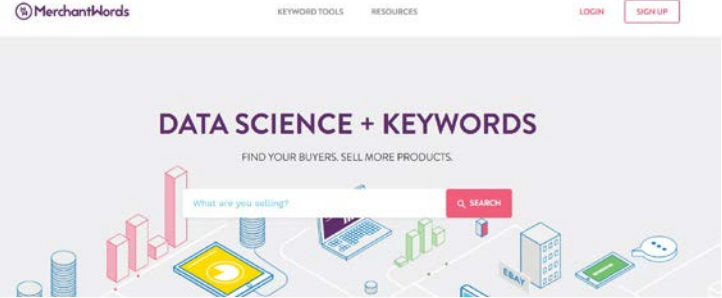 MerchantWords
KEYWORD TOOLS
RESOURCES
LOGIN
SIGN UP
DATA SCIENCE + KEYWORDS
FIND YOUR BUYERS. SELL MORE PRODUCTS.
What are you selling?
SEARCH
EBAY